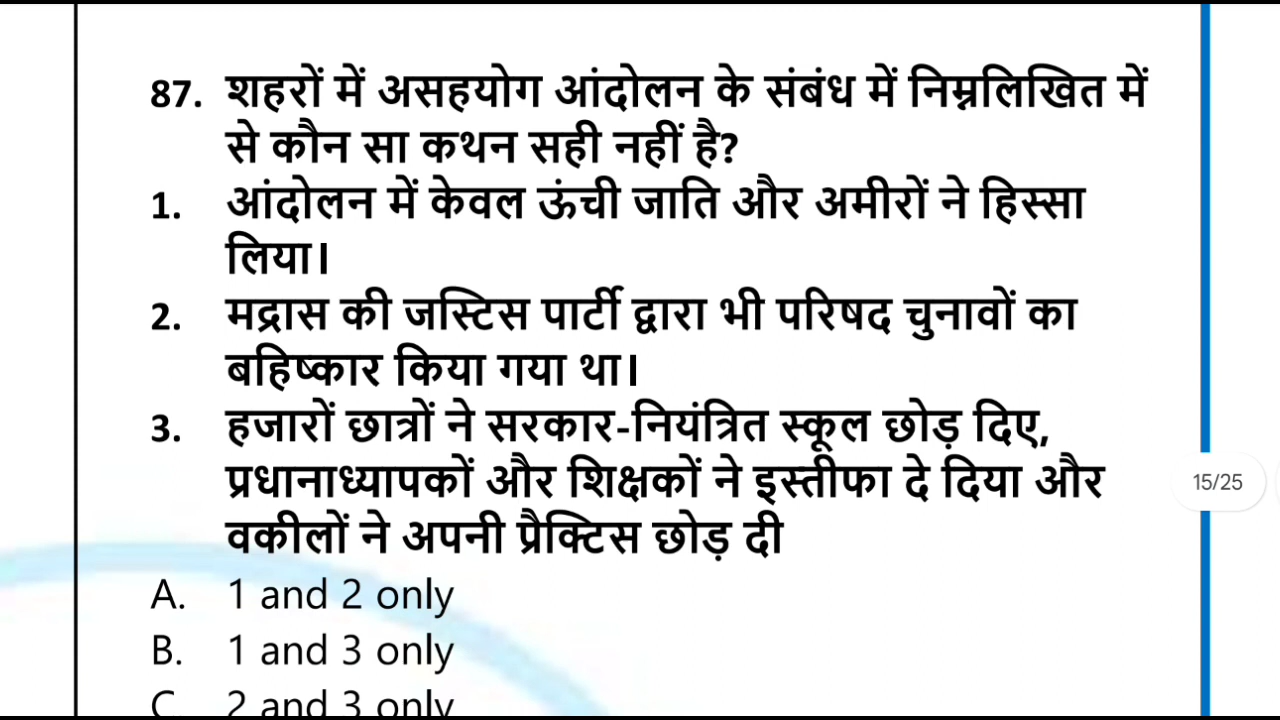 87. शहरों में असहयोग आंदोलन के संबंध में निम्नलिखित में
से कौन सा कथन सही नहीं है?
1. आंदोलन में केवल ऊंची जाति और अमीरों ने हिस्सा
लिया।
2. मद्रास की जस्टिस पार्टी द्वारा भी परिषद चुनावों का
बहिष्कार किया गया था।
3. हजारों छात्रों ने सरकार-नियंत्रित स्कूल छोड़ दिए,
प्रधानाध्यापकों और शिक्षकों ने इस्तीफा दे दिया और
15/25
वकीलों ने अपनी प्रैक्टिस छोड़ दी
A. 1 and 2 only
B. 1 and 3 only
C. 2 and 3 only